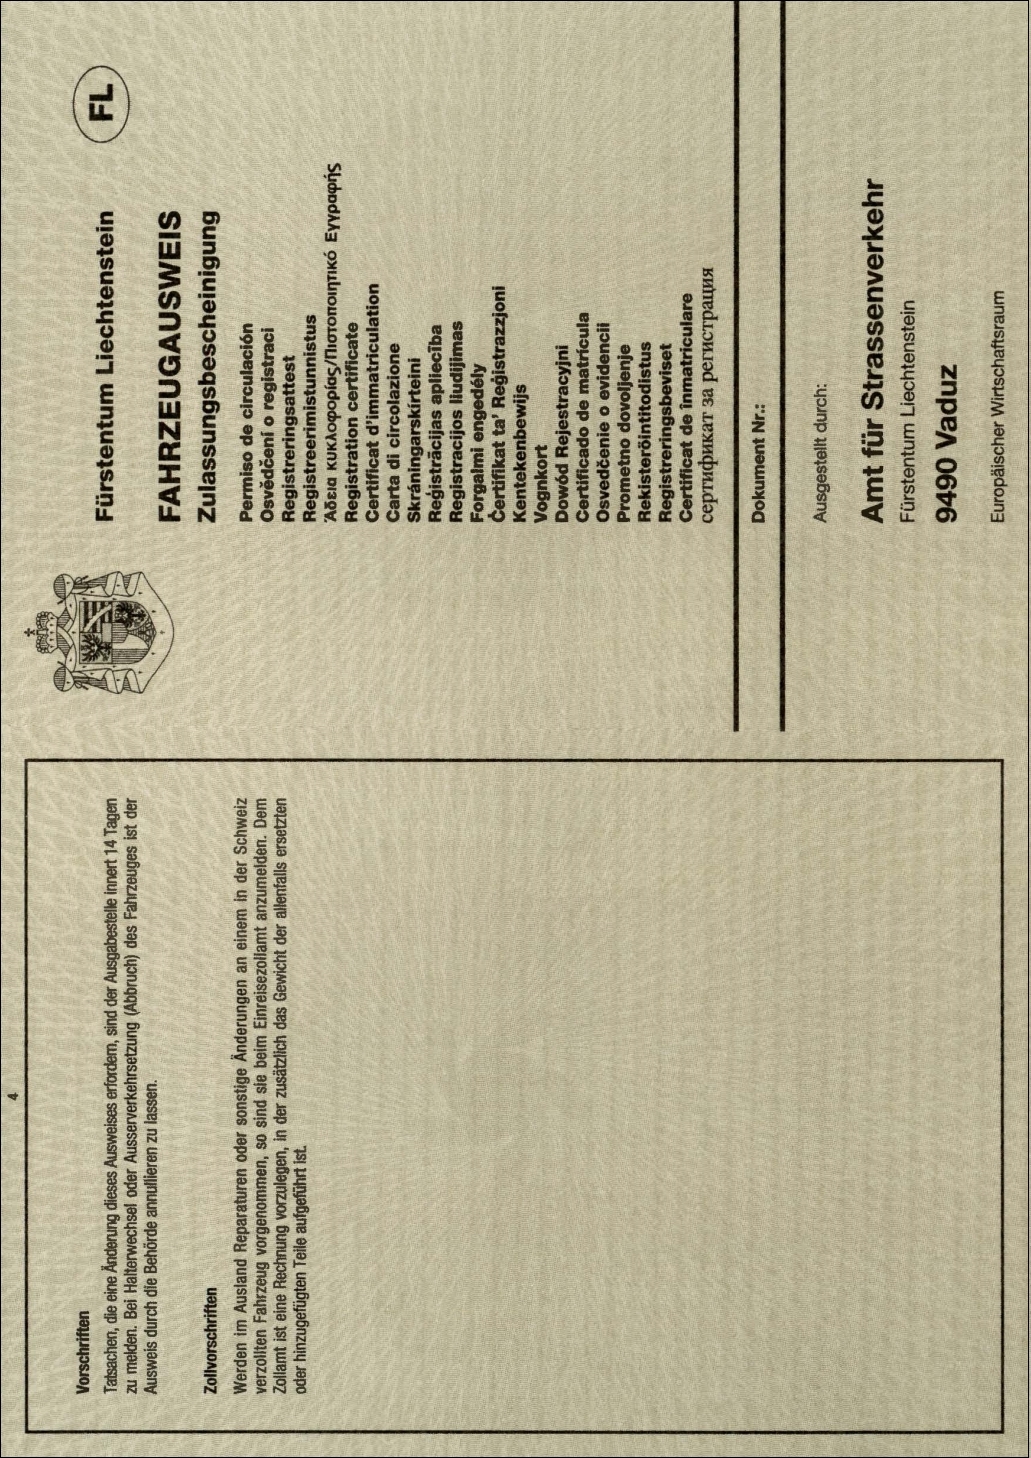 4
Vorschriften
Tatsachen, die eine Änderung dieses Ausweises erfordern, sind der Ausgabestelle innert 14 Tagen
zu melden. Bei Halterwechsel oder Ausserverkehrsetzung (Abbruch) des Fahrzeuges ist der
Ausweis durch die Behörde annullieren zu lassen.
Zollvorschriften
Werden im Ausland Reparaturen oder sonstige Änderungen an einem in der Schweiz
verzollten Fahrzeug vorgenommen, so sind sie beim Einreisezollamt anzumelden. Dem
Zollamt ist eine Rechnung vorzulegen, in der zusätzlich das Gewicht der allenfalls ersetzten
oder hinzugefügten Teile aufgeführt ist.
Fürstentum Liechtenstein FL
FAHRZEUGAUSWEIS
Zulassungsbescheinigung
Permiso de circulación
Osvědčení o registraci
Registreringsattest
Registreerimistunnistus
Άδεια κυκλοφορίας/Πιστοποιητικό Εγγραφής
Registration certificate
Certificat d'immatriculation
Carta di circolazione
Skráningarskírteini
Reģistrācijas apliecība
Registracijos liudijimas
Forgalmi engedély
Ċertifikat ta' Reġistrazzjoni
Kentekenbewijs
Vognkort
Dowód Rejestracyjni
Certificado de matrícula
Osvedčenie o evidencii
Prometno dovoljenje
Rekisteröintitodistus
Registreringsbeviset
Certificat de înmatriculare
сертификат за регистрация
Dokument Nr.:
Ausgestellt durch:
Amt für Strassenverkehr
Fürstentum Liechtenstein
9490 Vaduz
Europäischer Wirtschaftsraum